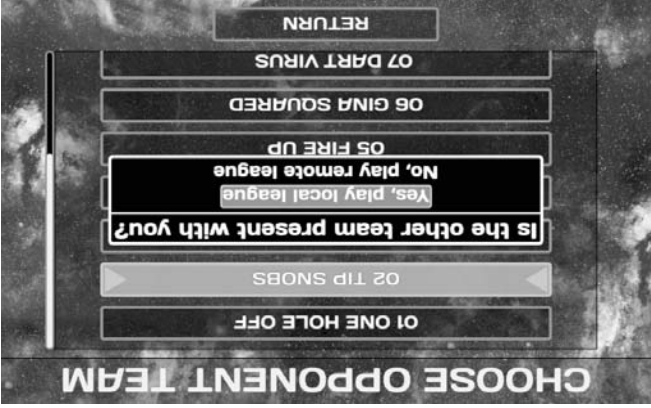 CHOOSE OPPONENT TEAM
01 ONE HOLE OFF
02 TIP SNOBS
Is the other team present with you?
Yes, play local league
No, play remote league
05 FIRE UP
06 GINA SQUARED
07 DART VIRUS
RETURN